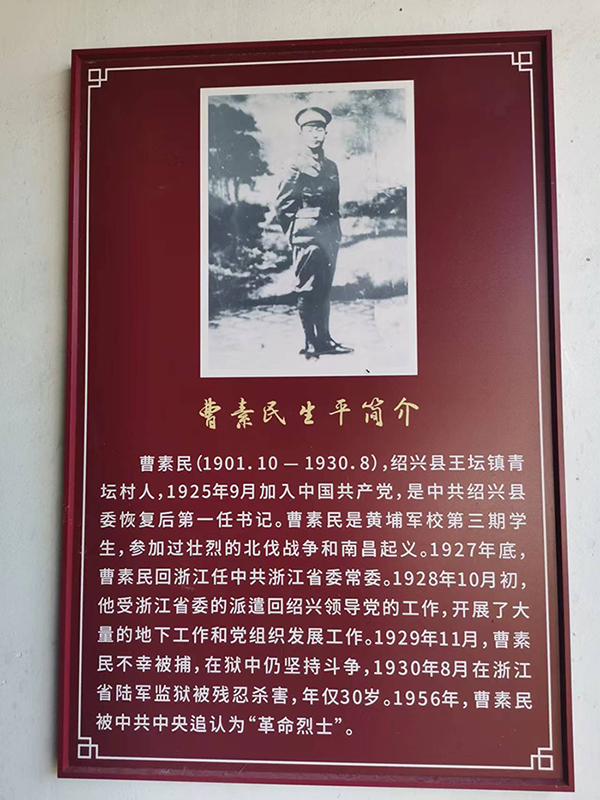 曹素民生平简介
曹素民(1901.10 — 1930.8)，绍兴县王坛镇青
坛村人，1925年9月加入中国共产党，是中共绍兴县
委恢复后第一任书记。曹素民是黄埔军校第三期学
生，参加过壮烈的北伐战争和南昌起义。1927年底，
曹素民回浙江任中共浙江省委常委。1928年10月初，
他受浙江省委的派遣回绍兴领导党的工作，开展了大
量的地下工作和党组织发展工作。1929年11月，曹素
民不幸被捕，在狱中仍坚持斗争，1930年8月在浙江
省陆军监狱被残忍杀害，年仅30岁。1956年，曹素民
被中共中央追认为“革命烈士”。